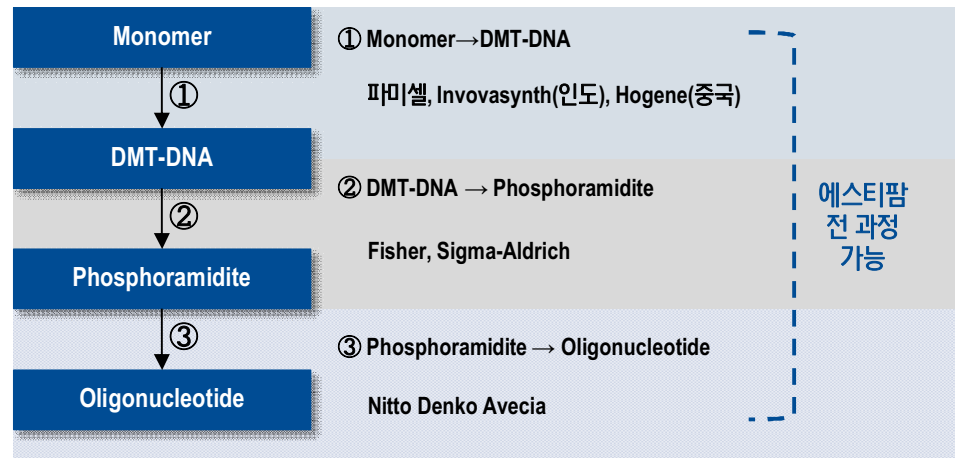 Monomer
① Monomer→DMT-DNA
파미셀, Invovasynth(인도), Hogene(중국)
①
DMT-DNA
② DMT-DNA → Phosphoramidite
Fisher, Sigma-Aldrich
②
Phosphoramidite
③ Phosphoramidite → Oligonucleotide
Nitto Denko Avecia
③
Oligonucleotide
에스티팜
전 과정
가능